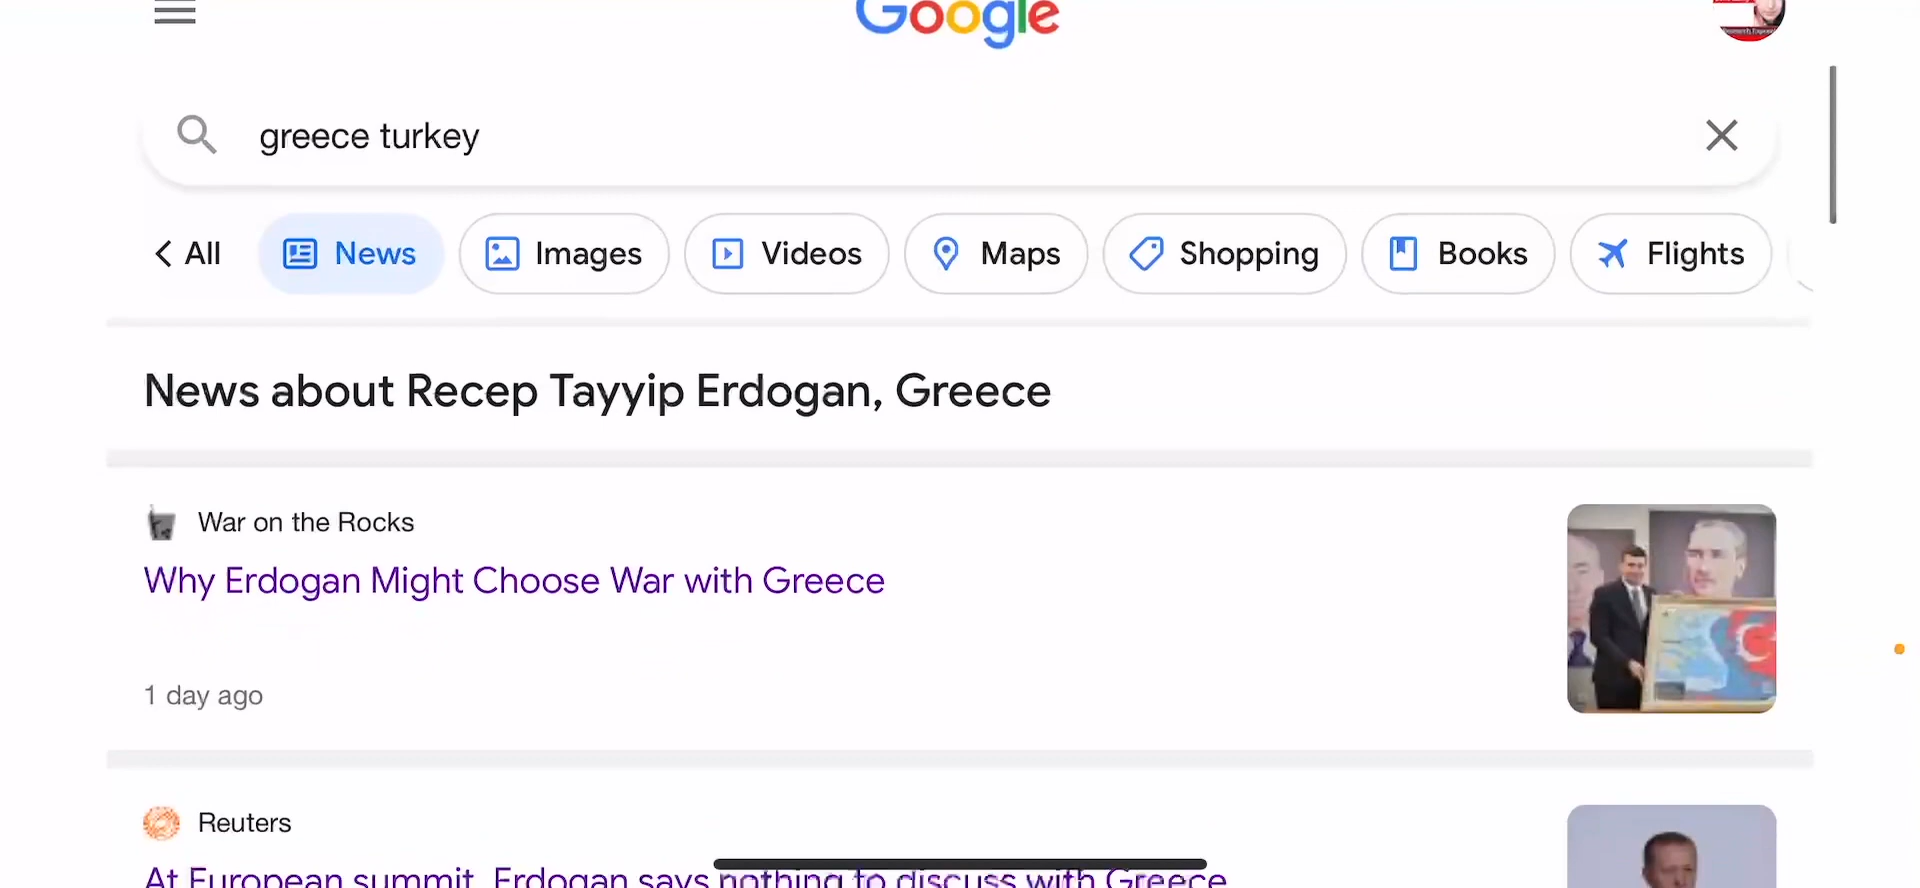 Google
greece turkey
All
News
Images
Videos
Maps
Shopping
Books
Flights
News about Recep Tayyip Erdogan, Greece
War on the Rocks
Why Erdogan Might Choose War with Greece
1 day ago
Reuters
At European summit, Erdogan says nothing to discuss with Greece